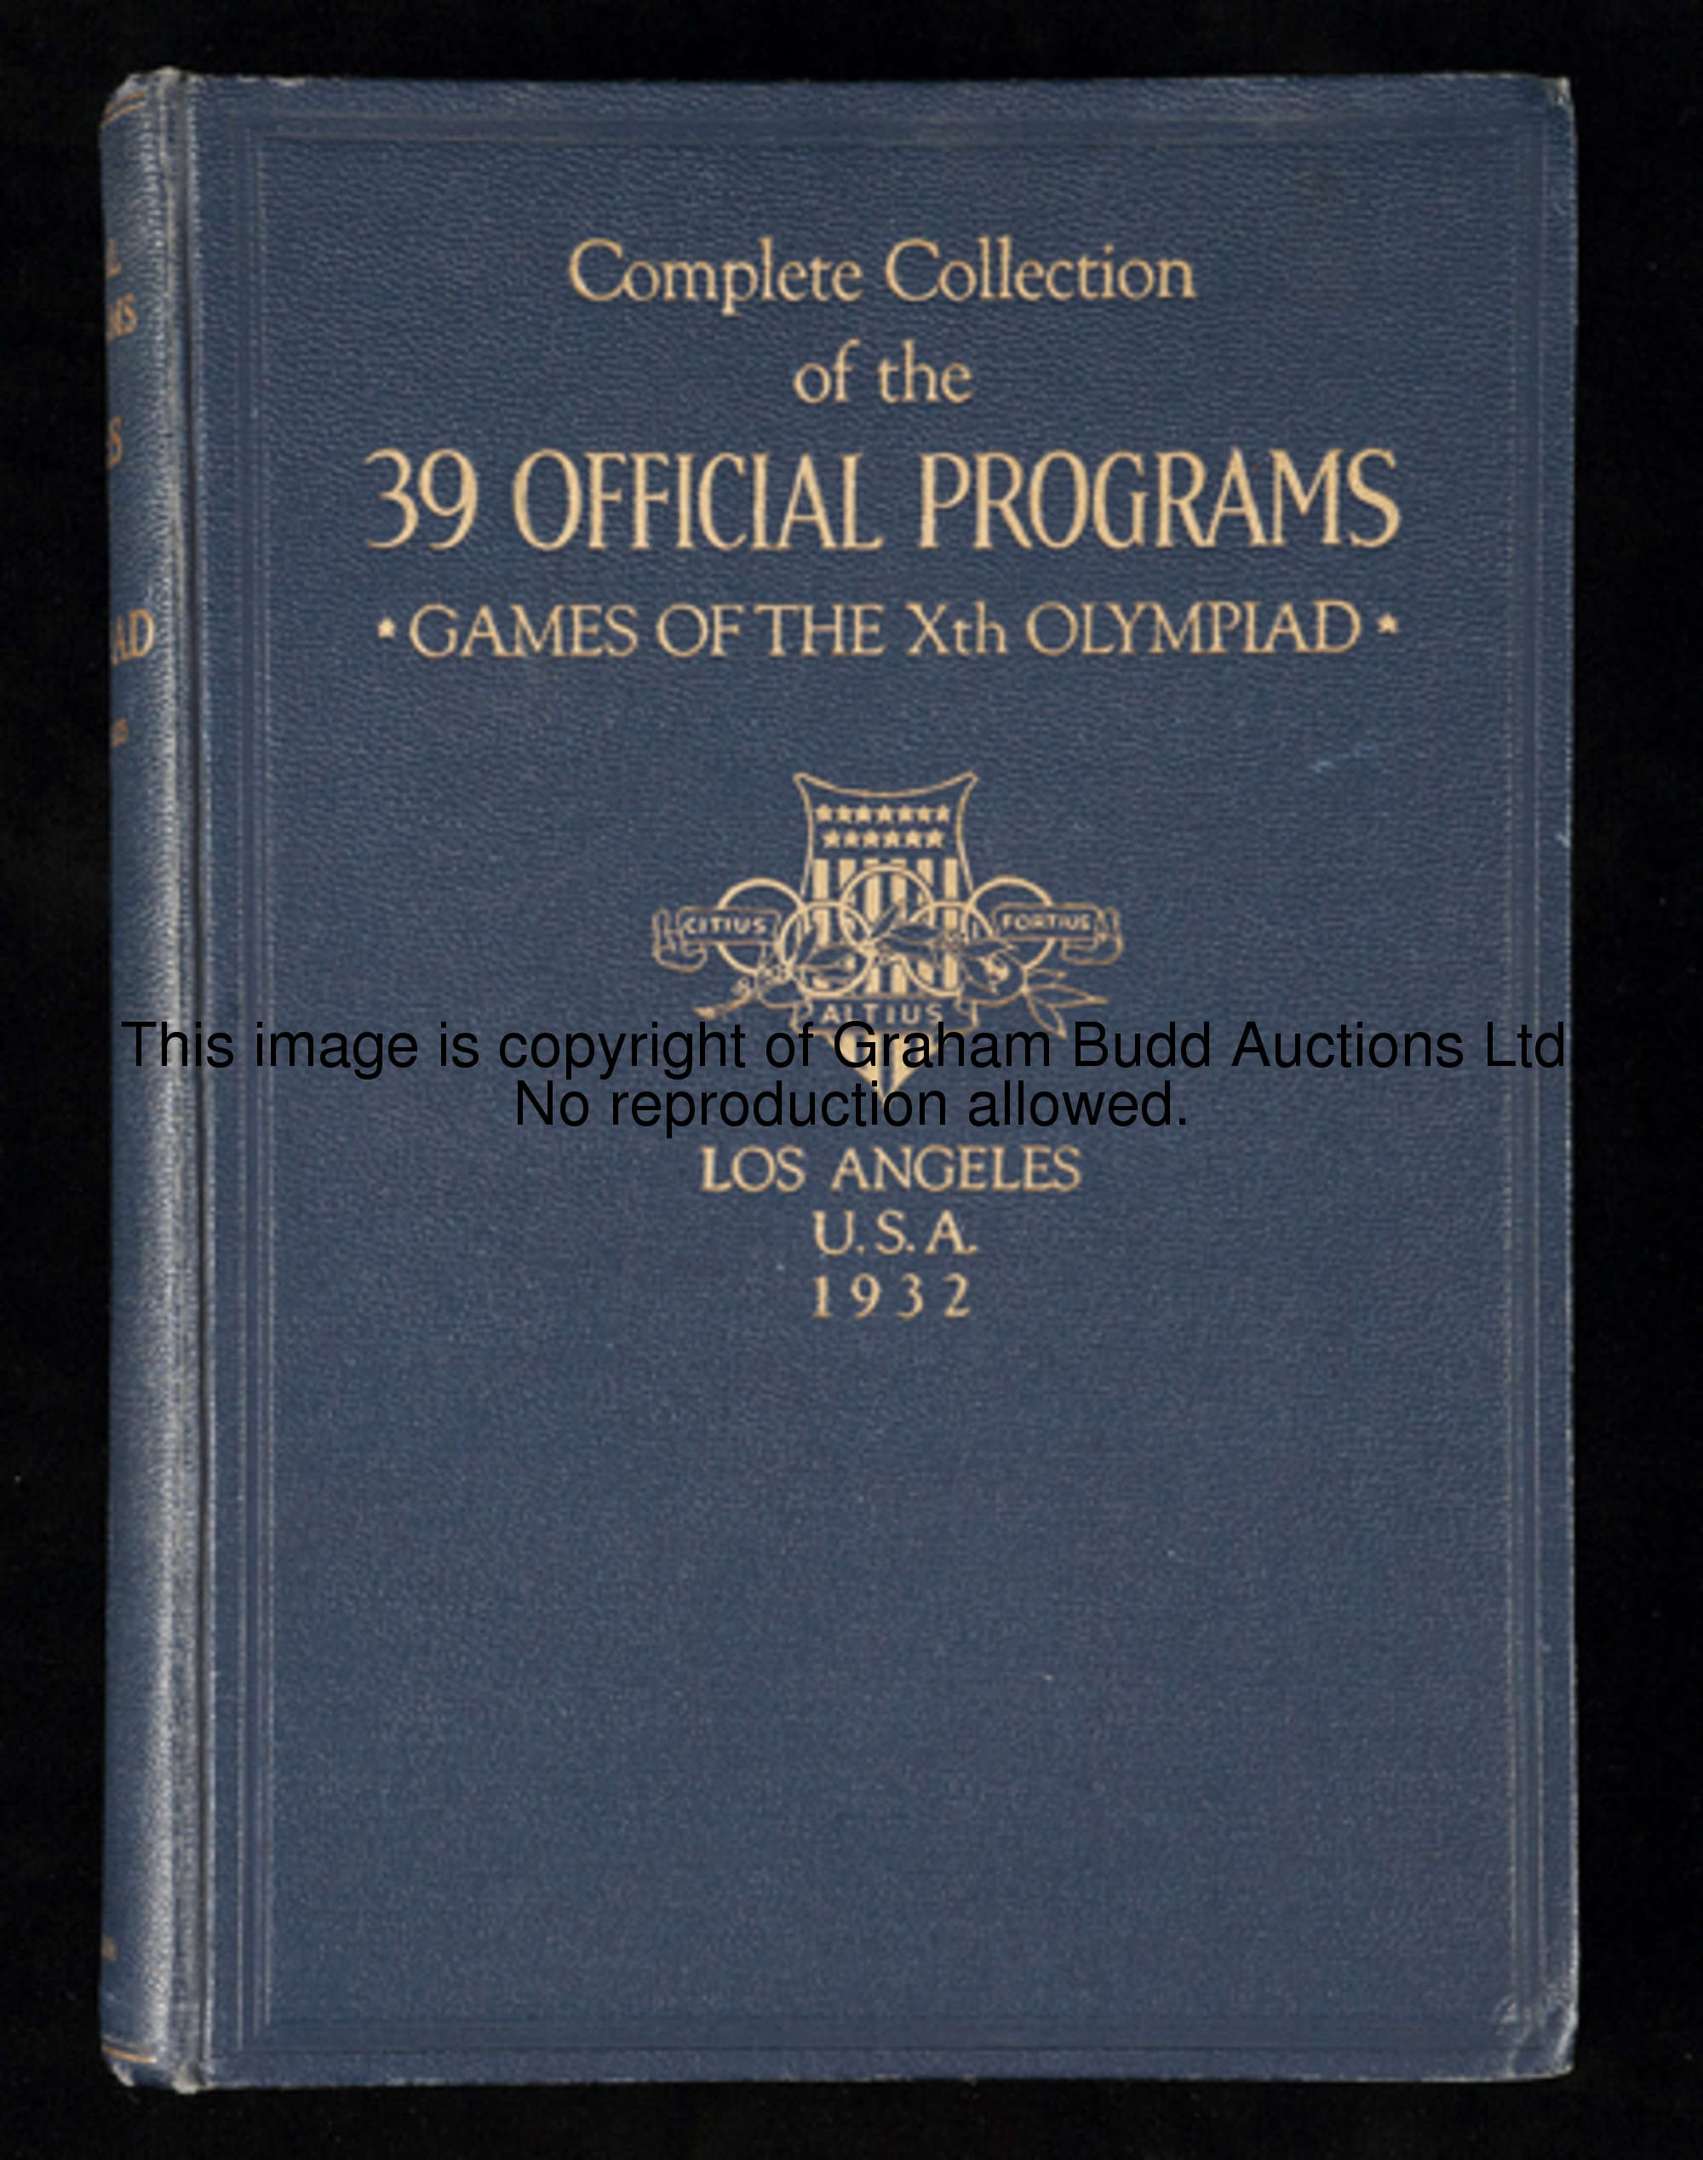 Complete Collection
of the
39 OFFICIAL PROGRAMS
★ GAMES OF THE Xth OLYMPIAD ★
CITIUS
FORTIUS
ALTIUS
This image is copyright of Graham Budd Auctions Ltd
No reproduction allowed.
LOS ANGELES
U.S.A.
1932